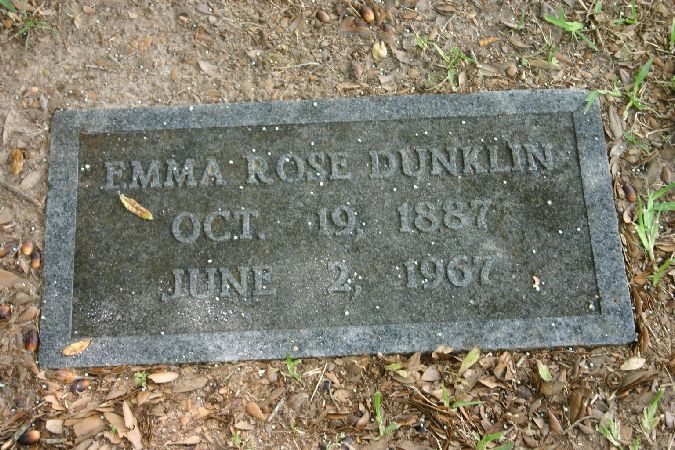 EMMA ROSE DUNKLIN
OCT. 19, 1887
JUNE 2, 1967